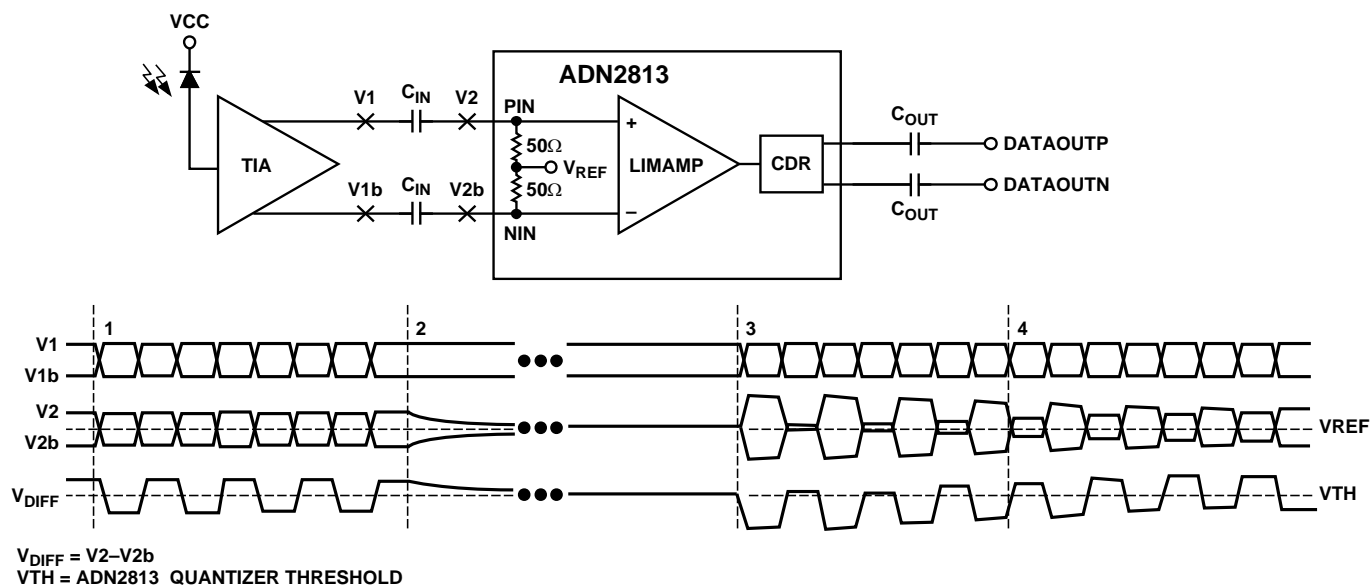 VCC
ADN2813
V1 C_IN V2 PIN
C_OUT
+
50Ω
DATAOUTP
TIA
V_REF LIMAMP CDR
50Ω
V1b C_IN V2b
–
DATAOUTN
C_OUT
NIN
1 2 3 4
V1
V1b
V2
VREF
V2b
V_DIFF
VTH
V_DIFF = V2–V2b
VTH = ADN2813 QUANTIZER THRESHOLD